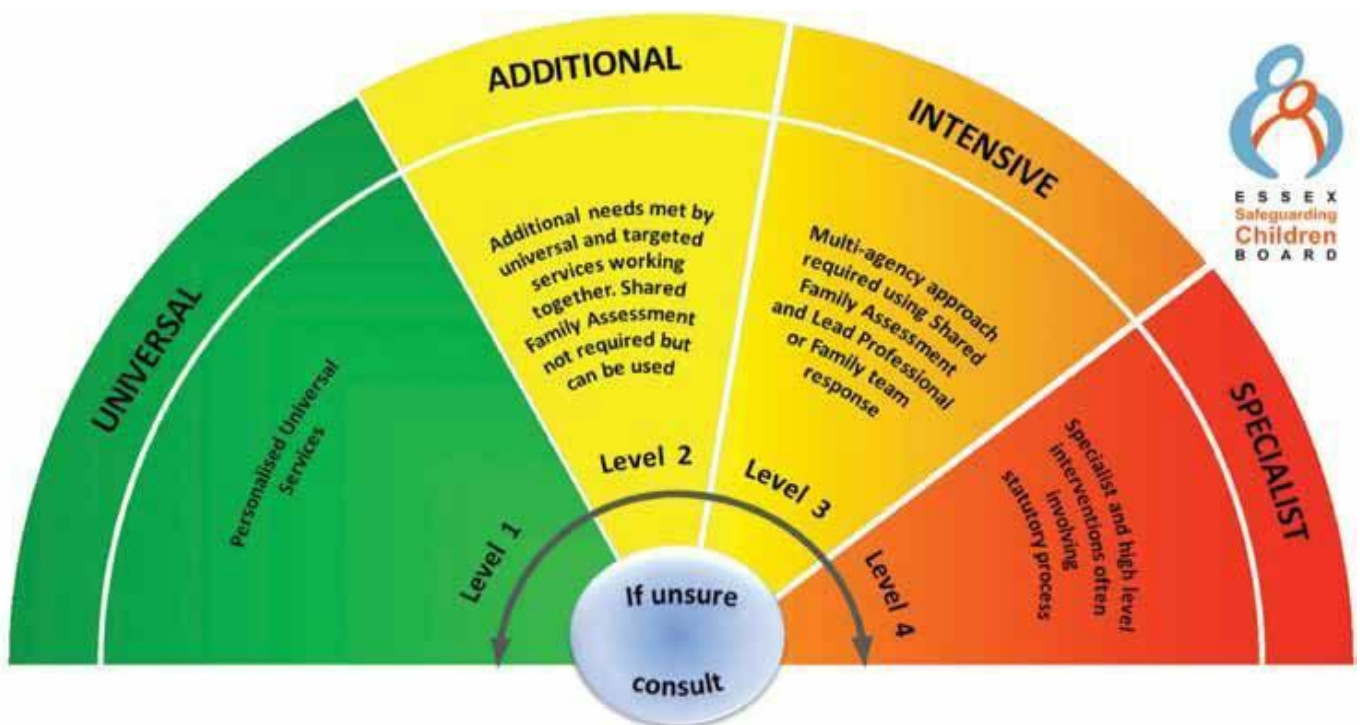 UNIVERSAL
Personalised Universal
Services
Level 1
ADDITIONAL
Additional needs met by
universal and targeted
services working
together. Shared
Family Assessment
not required but
can be used
Level 2
INTENSIVE
Multi-agency approach
required using Shared
Family Assessment
and Lead Professional
or Family team
response
Level 3
SPECIALIST
Specialist and high level
interventions often
involving
statutory process
Level 4
If unsure
consult
ESSEX
Safeguarding
Children
BOARD